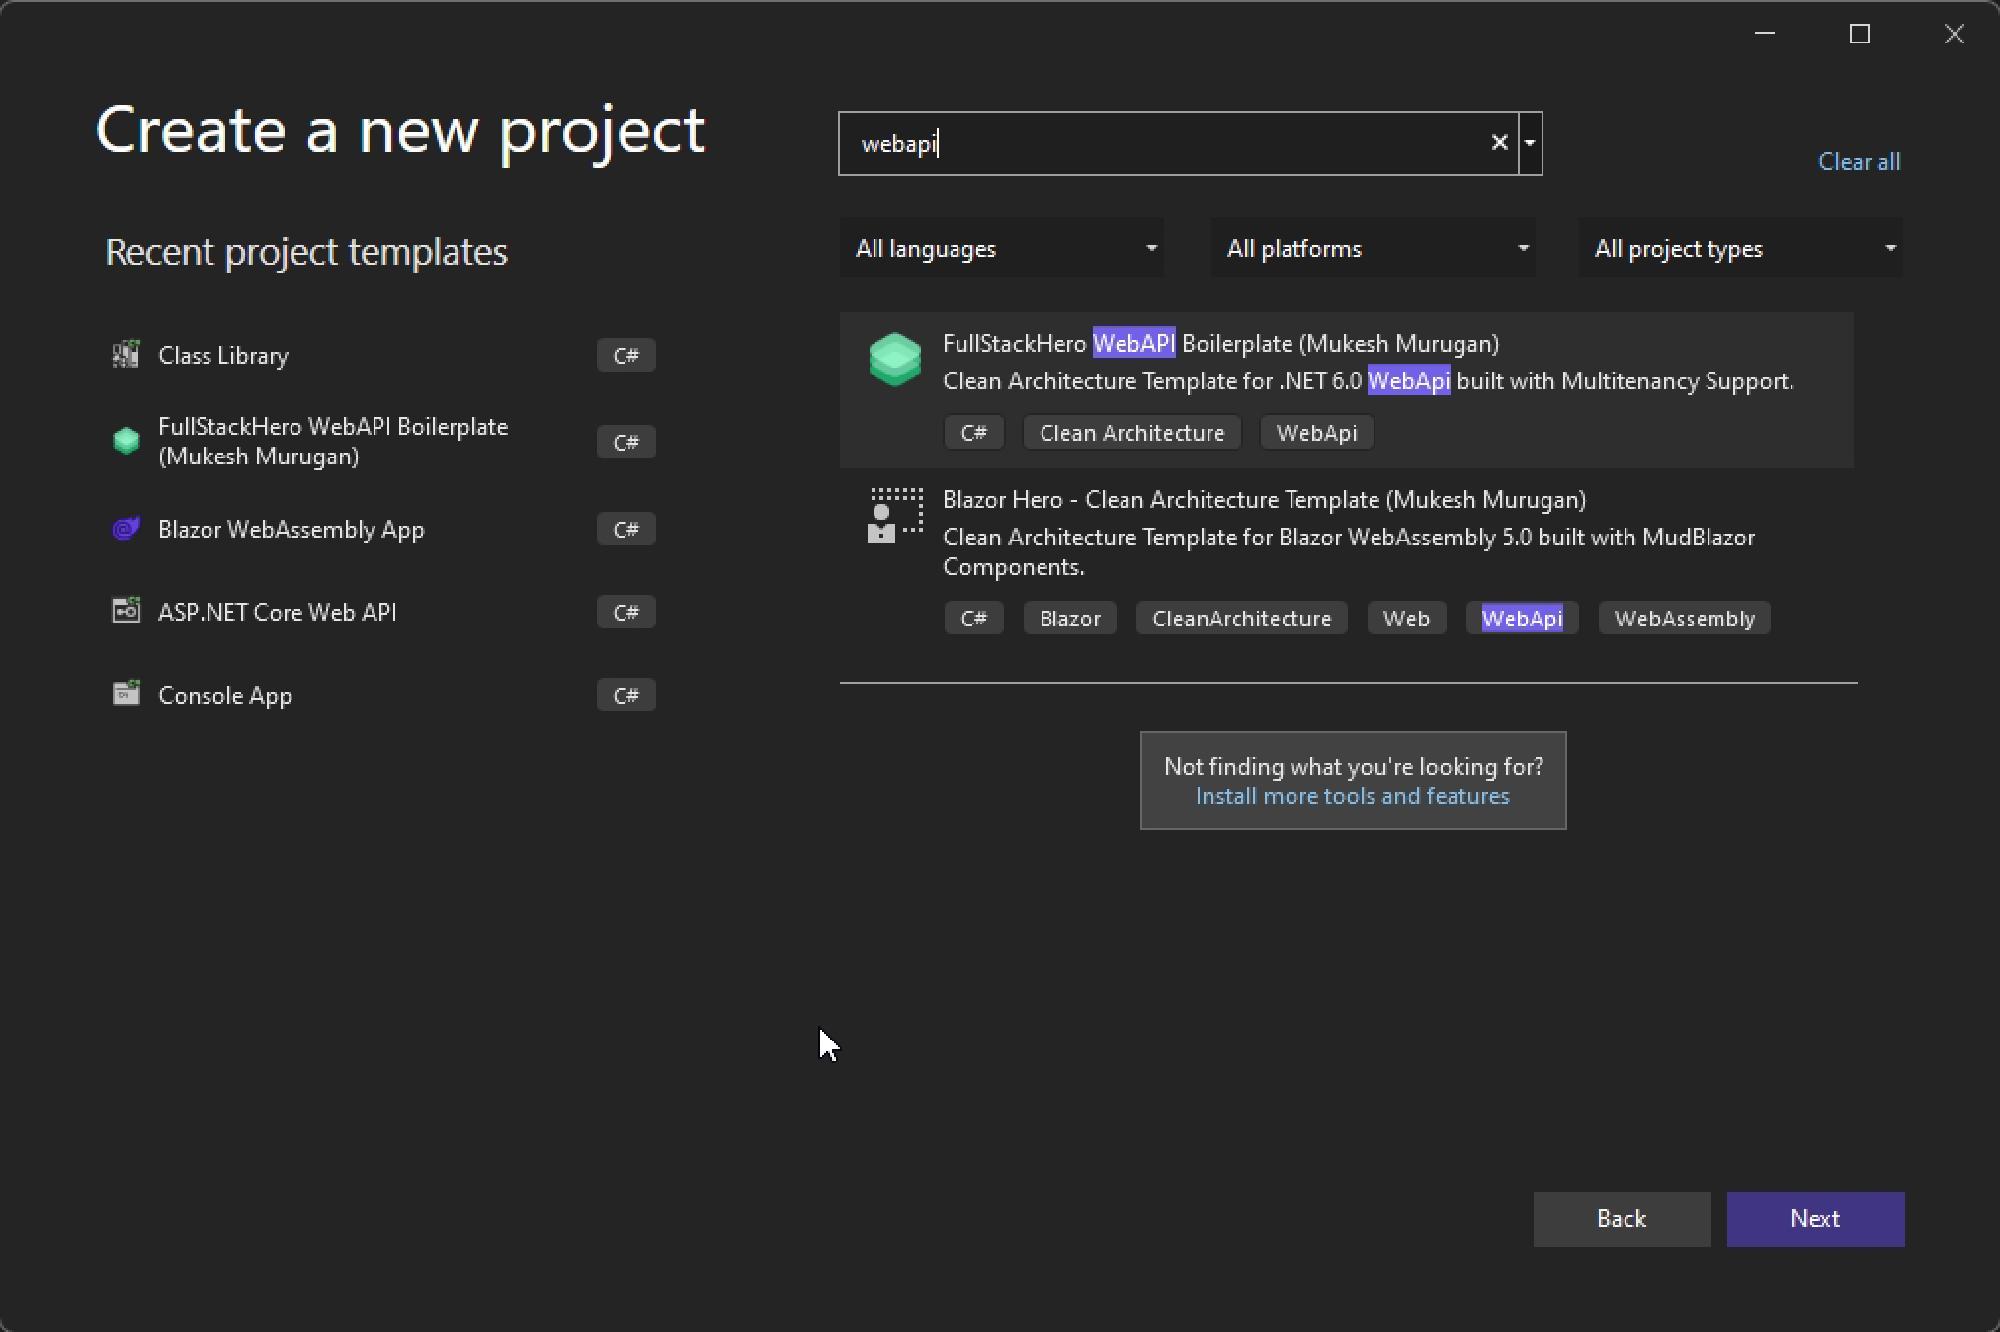 Create a new project
webapi
Clear all
Recent project templates
All languages
All platforms
All project types
Class Library
C#
FullStackHero WebAPI Boilerplate
(Mukesh Murugan)
C#
Blazor WebAssembly App
C#
ASP.NET Core Web API
C#
Console App
C#
FullStackHero WebAPI Boilerplate (Mukesh Murugan)
Clean Architecture Template for .NET 6.0 WebApi built with Multitenancy Support.
C# Clean Architecture WebApi
Blazor Hero - Clean Architecture Template (Mukesh Murugan)
Clean Architecture Template for Blazor WebAssembly 5.0 built with MudBlazor
Components.
C# Blazor CleanArchitecture Web WebApi WebAssembly
Not finding what you're looking for?
Install more tools and features
Back
Next